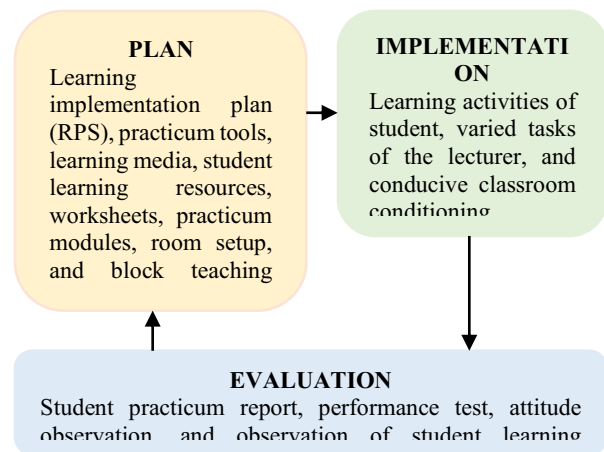 PLAN
Learning
implementation plan
(RPS), practicum tools,
learning media, student
learning resources,
worksheets, practicum
modules, room setup,
and block teaching
IMPLEMENTATI
ON
Learning activities of
student, varied tasks
of the lecturer, and
conducive classroom
conditioning
EVALUATION
Student practicum report, performance test, attitude
observation, and observation of student learning